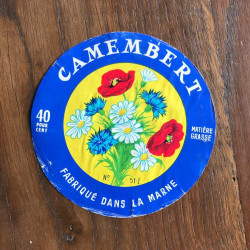 CAMEMBERT
40
POUR
CENT
MATIÈRE
GRASSE
N° 51
FABRIQUÉ DANS LA MARNE